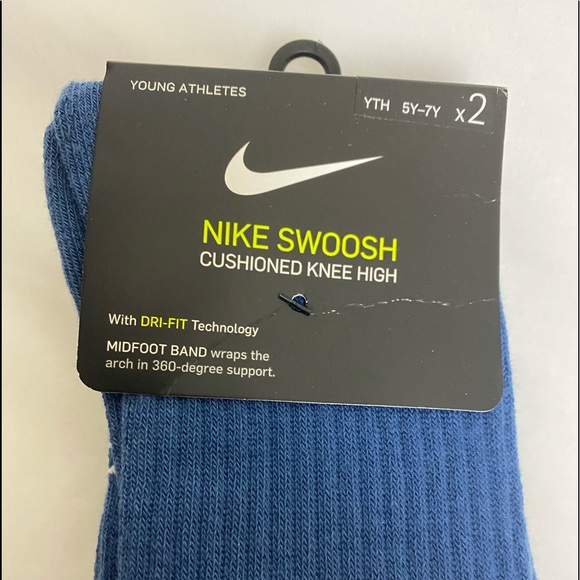 YOUNG ATHLETES
YTH 5Y–7Y x2
NIKE SWOOSH
CUSHIONED KNEE HIGH
With DRI-FIT Technology
MIDFOOT BAND wraps the
arch in 360-degree support.